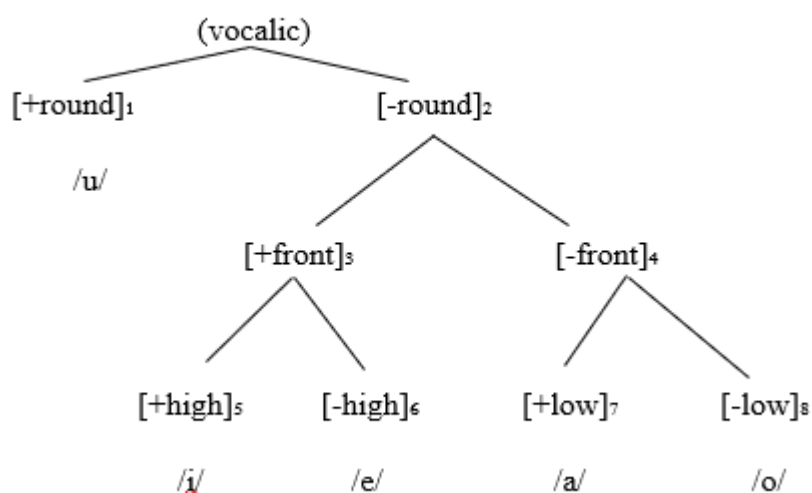 (vocalic)
[+round]₁ [-round]₂
/u/
[+front]₃ [-front]₄
[+high]₅ [-high]₆ [+low]₇ [-low]₈
/i/ /e/ /a/ /o/